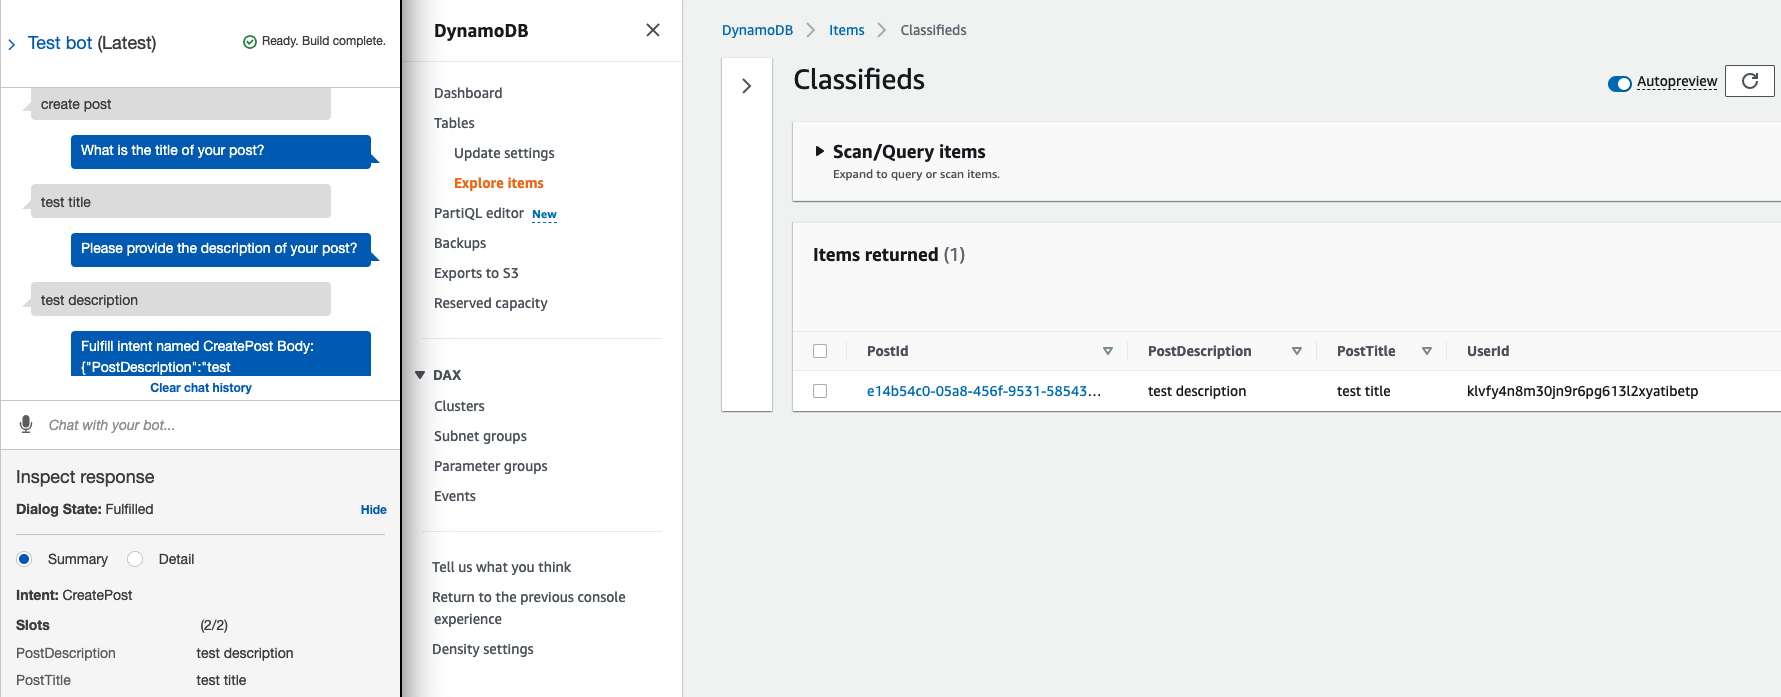 Test bot (Latest)
Ready. Build complete.
create post
What is the title of your post?
test title
Please provide the description of your post?
test description
Fulfill intent named CreatePost Body:
{"PostDescription":"test
Clear chat history
Chat with your bot...
Inspect response
Dialog State: Fulfilled
Hide
Summary
Detail
Intent: CreatePost
Slots (2/2)
PostDescription test description
PostTitle test title
DynamoDB
Dashboard
Tables
Update settings
Explore items
PartiQL editor New
Backups
Exports to S3
Reserved capacity
DAX
Clusters
Subnet groups
Parameter groups
Events
Tell us what you think
Return to the previous console
experience
Density settings
DynamoDB Items Classifieds
Classifieds
Autopreview
Scan/Query items
Expand to query or scan items.
Items returned (1)
PostId PostDescription PostTitle UserId
e14b54c0-05a8-456f-9531-58543... test description test title klvfy4n8m30jn9r6pg613l2xyatibetp